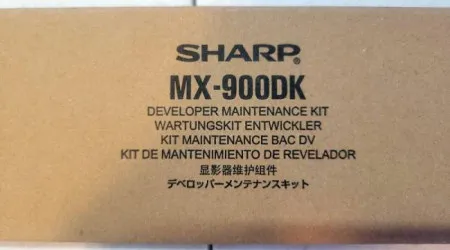 SHARP®
MX-900DK
DEVELOPER MAINTENANCE KIT
WARTUNGSKIT ENTWICKLER
KIT MAINTENANCE BAC DV
KIT DE MANTENIMIENTO DE REVELADOR
显影器维护组件
デベロッパーメンテナンスキット